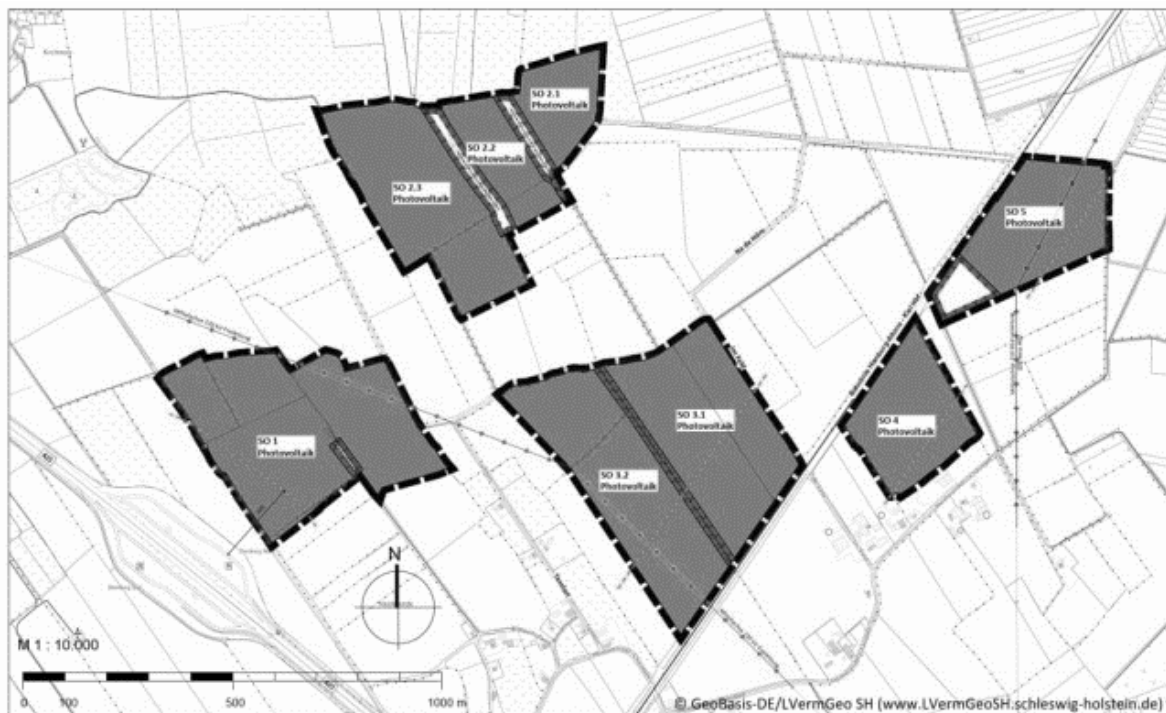 SO 2.1
Photovoltaik
SO 2.2
Photovoltaik
SO 2.3
Photovoltaik
SO 5
Photovoltaik
SO 3.1
Photovoltaik
SO 4
Photovoltaik
SO 1
Photovoltaik
SO 3.2
Photovoltaik
N
M 1 : 10.000
0 100 500 1000 m
© GeoBasis-DE/LVermGeo SH (www.LVermGeoSH.schleswig-holstein.de)